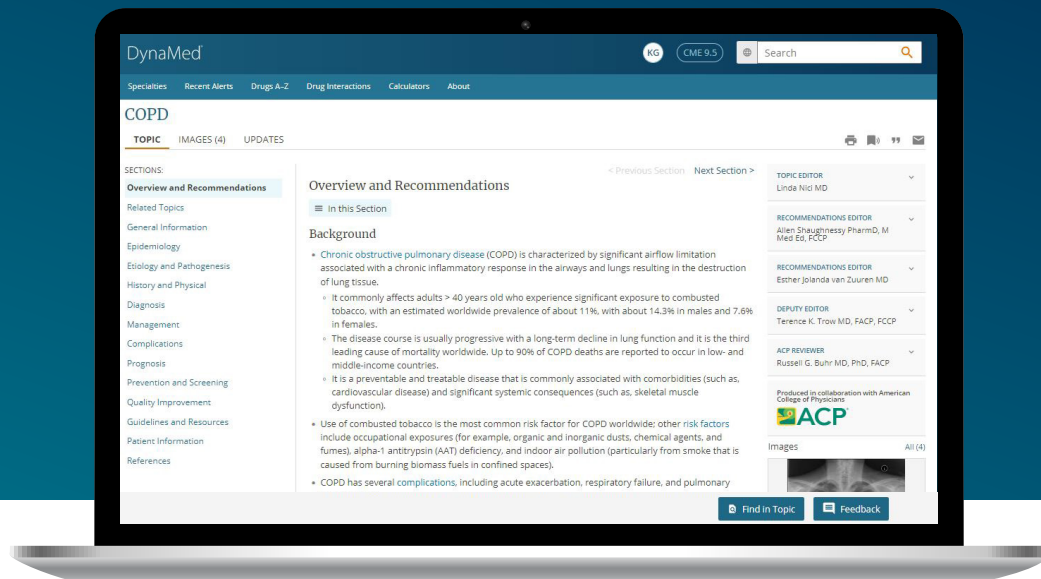 DynaMed
KG
CME 9.5
Search
Specialties
Recent Alerts
Drugs A–Z
Drug Interactions
Calculators
About
COPD
TOPIC
IMAGES (4)
UPDATES
SECTIONS:
Overview and Recommendations
Related Topics
General Information
Epidemiology
Etiology and Pathogenesis
History and Physical
Diagnosis
Management
Complications
Prognosis
Prevention and Screening
Quality Improvement
Guidelines and Resources
Patient Information
References
< Previous Section
Next Section >
Overview and Recommendations
In this Section
Background
• Chronic obstructive pulmonary disease (COPD) is characterized by significant airflow limitation
associated with a chronic inflammatory response in the airways and lungs resulting in the destruction
of lung tissue.
◦ It commonly affects adults > 40 years old who experience significant exposure to combusted
tobacco, with an estimated worldwide prevalence of about 11%, with about 14.3% in males and 7.6%
in females.
◦ The disease course is usually progressive with a long-term decline in lung function and it is the third
leading cause of mortality worldwide. Up to 90% of COPD deaths are reported to occur in low- and
middle-income countries.
◦ It is a preventable and treatable disease that is commonly associated with comorbidities (such as,
cardiovascular disease) and significant systemic consequences (such as, skeletal muscle
dysfunction).
• Use of combusted tobacco is the most common risk factor for COPD worldwide; other risk factors
include occupational exposures (for example, organic and inorganic dusts, chemical agents, and
fumes), alpha-1 antitrypsin (AAT) deficiency, and indoor air pollution (particularly from smoke that is
caused from burning biomass fuels in confined spaces).
• COPD has several complications, including acute exacerbation, respiratory failure, and pulmonary
TOPIC EDITOR
Linda Nici MD
RECOMMENDATIONS EDITOR
Allen Shaughnessy PharmD, M
Med Ed, FCCP
RECOMMENDATIONS EDITOR
Esther Jolanda van Zuuren MD
DEPUTY EDITOR
Terence K. Trow MD, FACP, FCCP
ACP REVIEWER
Russell G. Buhr MD, PhD, FACP
Produced in collaboration with American
College of Physicians
ACP
Images
All (4)
Find in Topic
Feedback